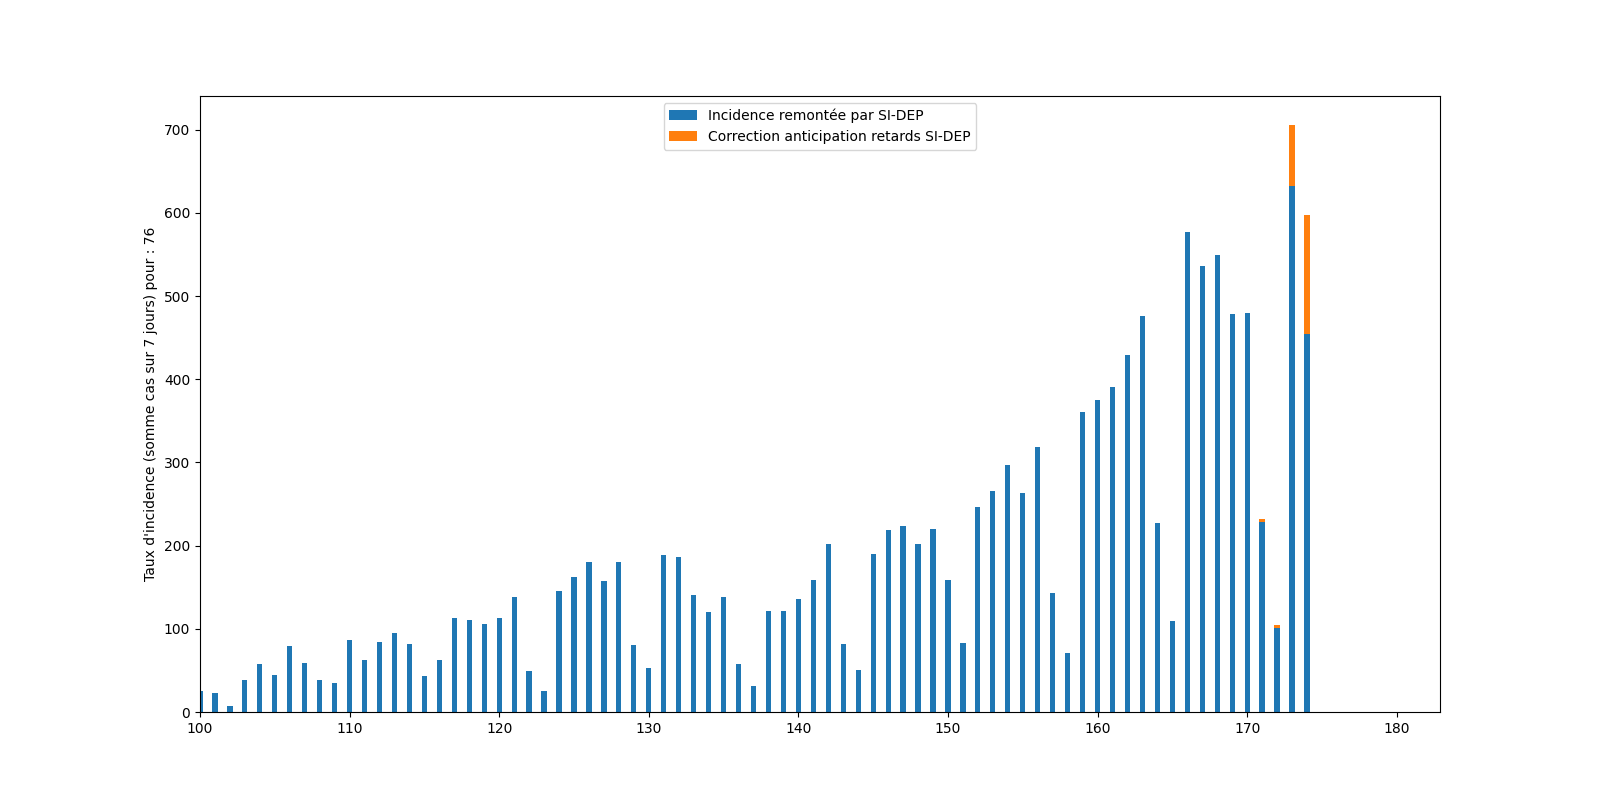 Incidence remontée par SI-DEP
Correction anticipation retards SI-DEP
Taux d'incidence (somme cas sur 7 jours) pour : 76
700
600
500
400
300
200
100
0
100 110 120 130 140 150 160 170 180